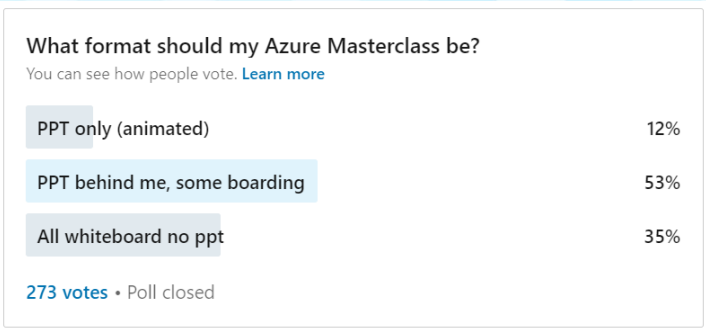 What format should my Azure Masterclass be?
You can see how people vote. Learn more
PPT only (animated) 12%
PPT behind me, some boarding 53%
All whiteboard no ppt 35%
273 votes • Poll closed